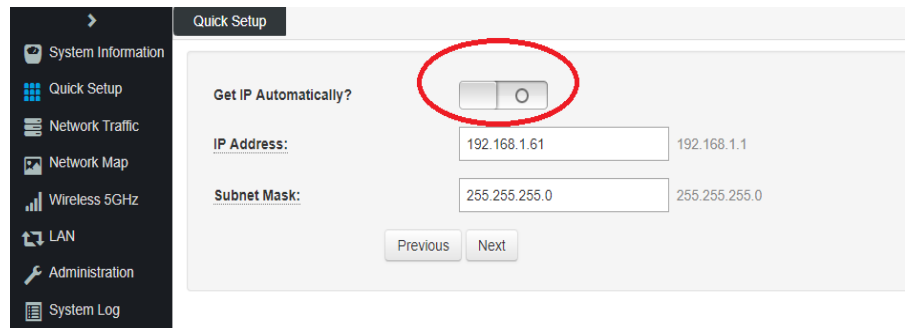 Quick Setup
System Information
Quick Setup
Network Traffic
Network Map
Wireless 5GHz
LAN
Administration
System Log
Get IP Automatically?
IP Address: 192.168.1.61 192.168.1.1
Subnet Mask: 255.255.255.0 255.255.255.0
Previous Next